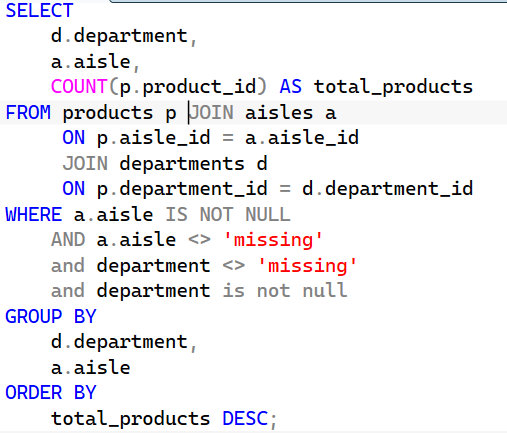 SELECT
d.department,
a.aisle,
COUNT(p.product_id) AS total_products
FROM products p JOIN aisles a
ON p.aisle_id = a.aisle_id
JOIN departments d
ON p.department_id = d.department_id
WHERE a.aisle IS NOT NULL
AND a.aisle <> 'missing'
and department <> 'missing'
and department is not null
GROUP BY
d.department,
a.aisle
ORDER BY
total_products DESC;